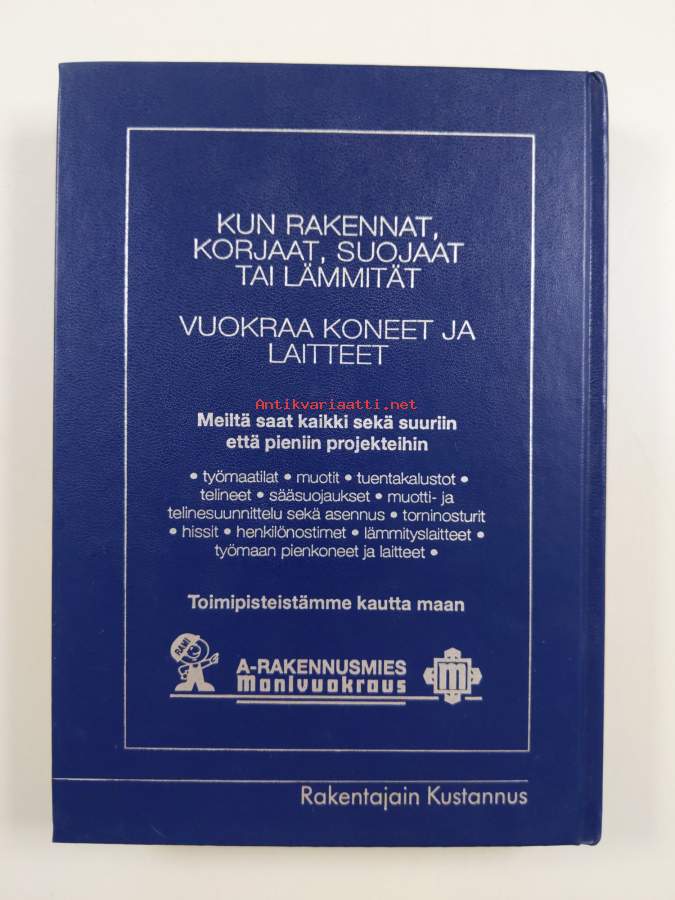 KUN RAKENNAT,
KORJAAT, SUOJAAT
TAI LÄMMITÄT
VUOKRAA KONEET JA
LAITTEET
Antikvariaatti.net
Meiltä saat kaikki sekä suuriin
että pieniin projekteihin
• työmaatilat • muotit • tuentakalustot •
telineet • sääsuojaukset • muotti- ja
telinesuunnittelu sekä asennus • torninosturit
• hissit • henkilönostimet • lämmityslaitteet •
työmaan pienkoneet ja laitteet •
Toimipisteistämme kautta maan
RAMI
A-RAKENNUSMIES
Monivuokraus
m
Rakentajain Kustannus